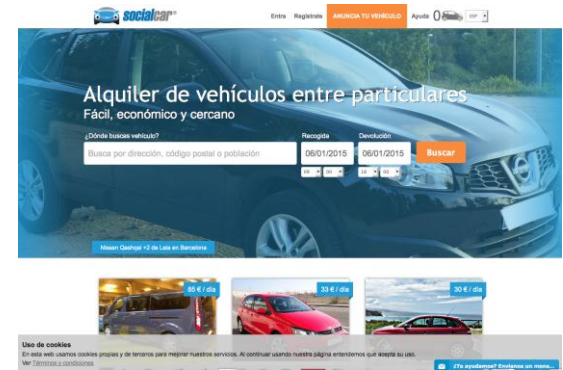 socialcar
Entra Regístrate ANUNCIA TU VEHÍCULO Ayuda ESP
Alquiler de vehículos entre particulares
Fácil, económico y cercano
¿Dónde buscas vehículo? Recogida Devolución
Busca por dirección, código postal o población 06/01/2015 06/01/2015 Buscar
Nissan Qashqai +2 de Laia en Barcelona
65 € / día 33 € / día 30 € / día
Uso de cookies
En esta web usamos cookies propias y de terceros para mejorar nuestros servicios. Al continuar usando nuestra página entendemos que acepta su uso.
Ver Términos y condiciones
¿Te ayudamos? Envíanos un mens...